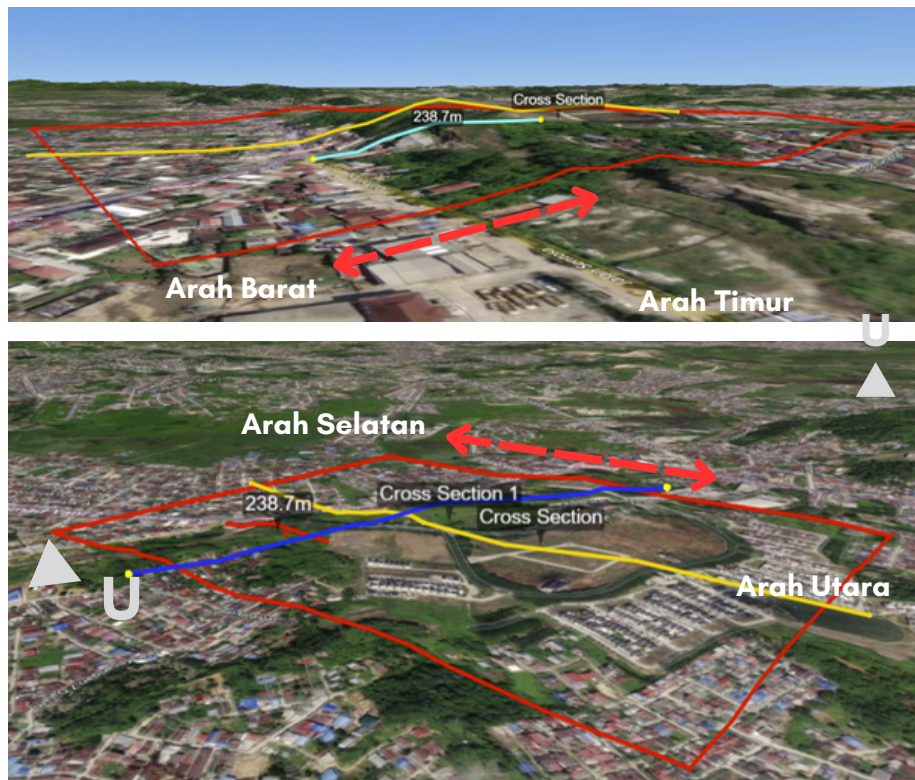 Cross Section
238.7m
Arah Barat
Arah Timur
U
Arah Selatan
Cross Section 1
238.7m
Cross Section
Arah Utara
U